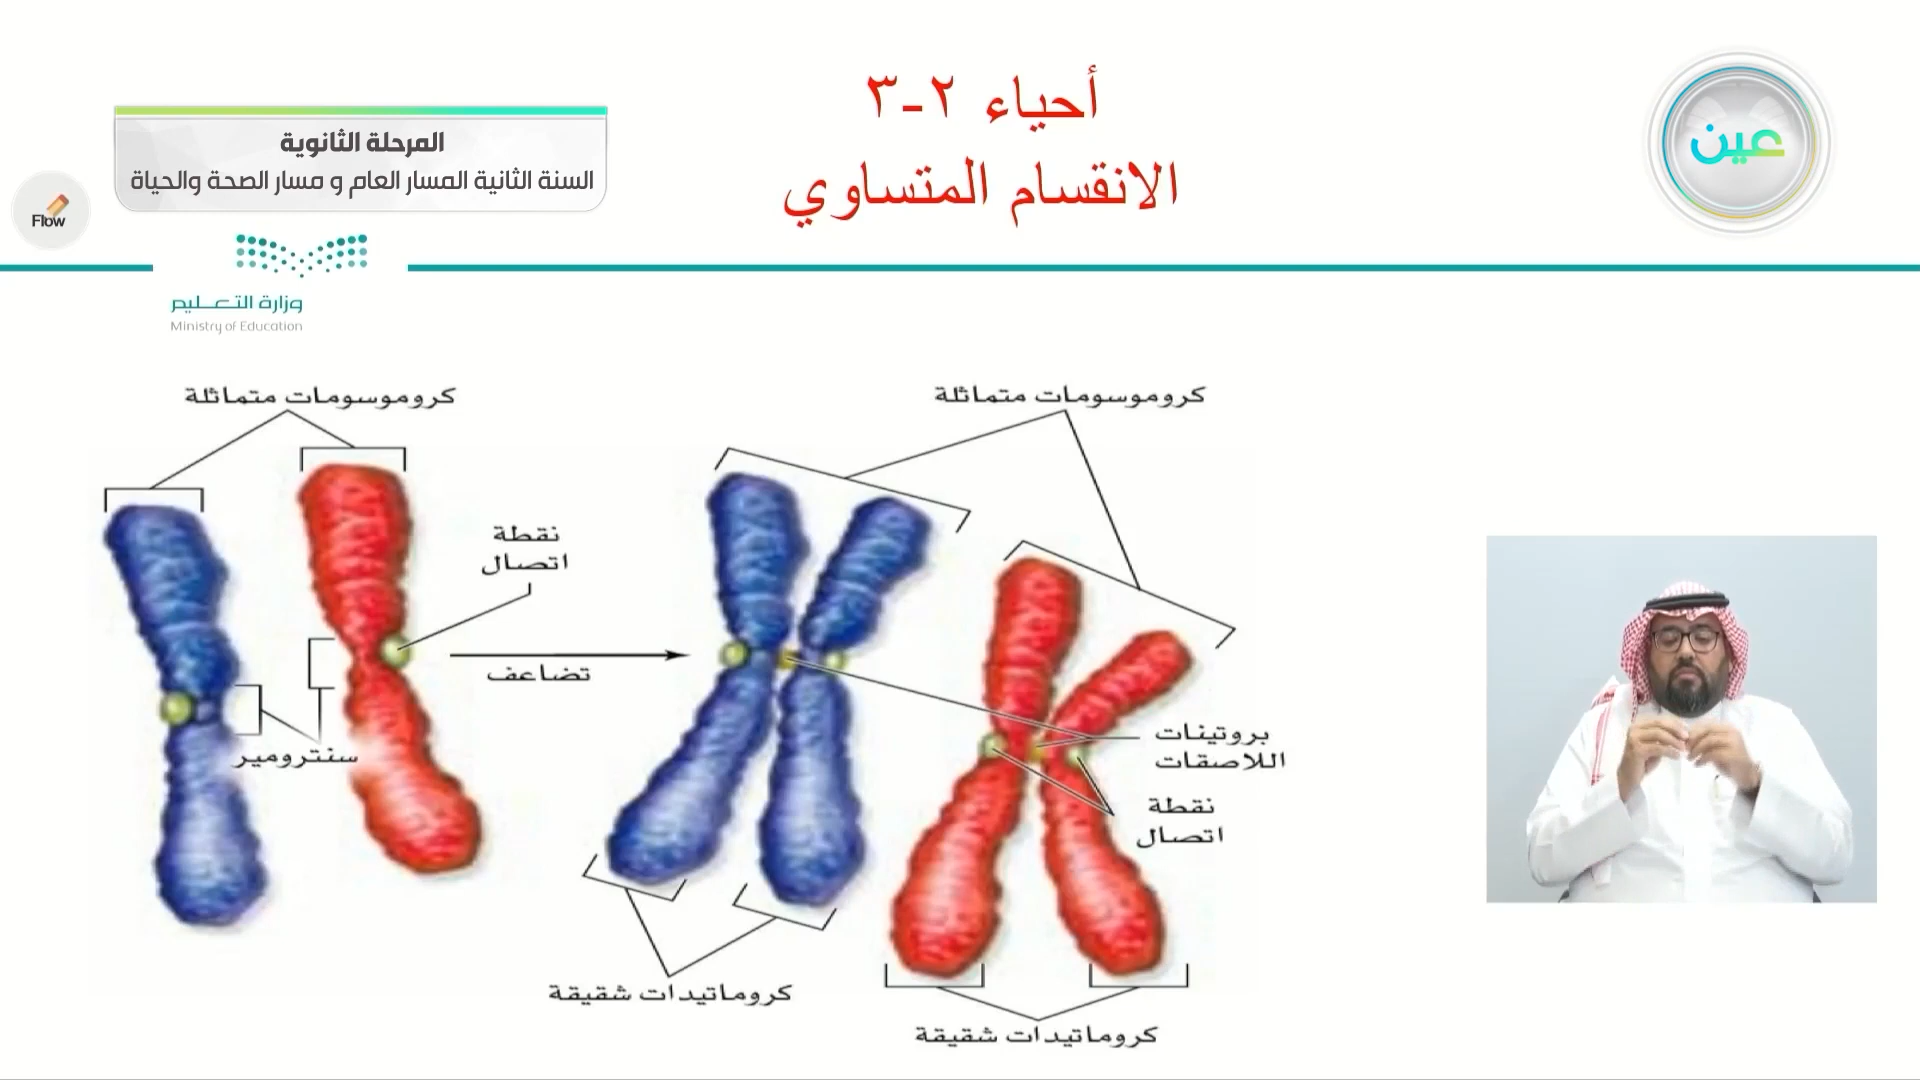 أحياء ٢-٣
الانقسام المتساوي
عين
المرحلة الثانوية
السنة الثانية المسار العام و مسار الصحة والحياة
Flow
وزارة التعليم
Ministry of Education
كروموسومات متماثلة
كروموسومات متماثلة
نقطة
اتصال
تضاعف
سنترومير
بروتينات
اللاصقات
نقطة
اتصال
كروماتيدات شقيقة
كروماتيدات شقيقة